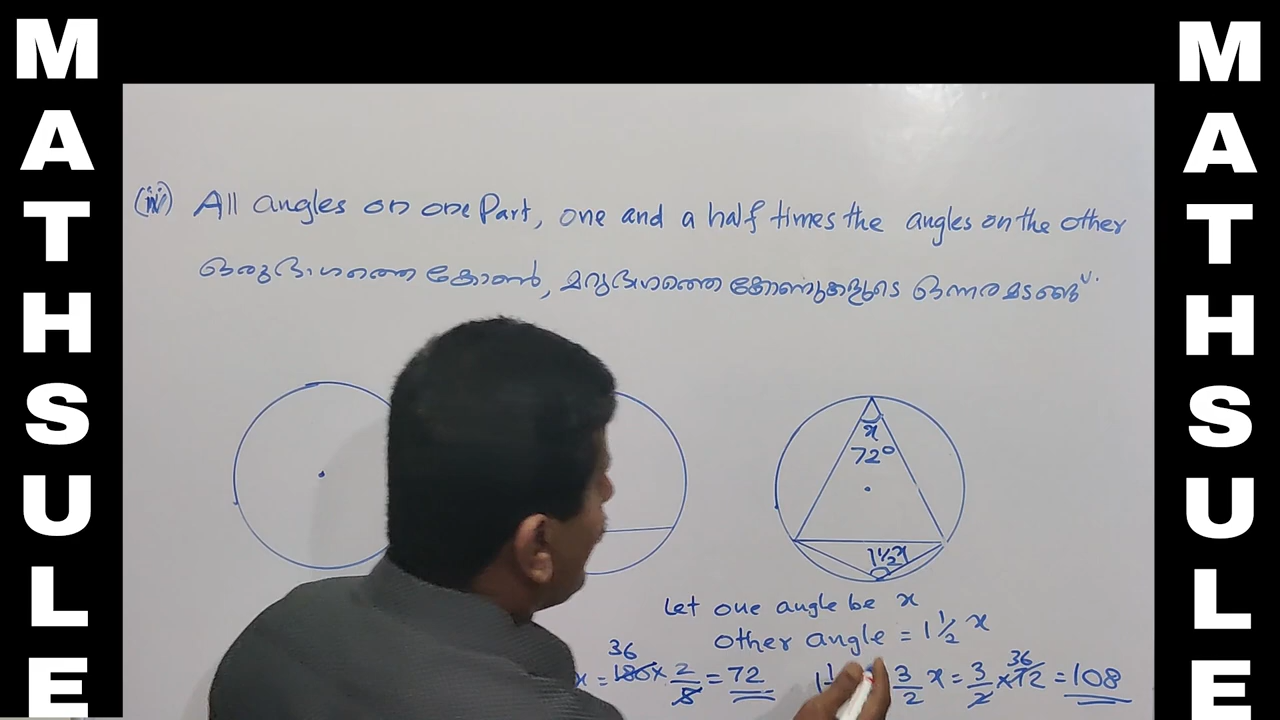 MATHSULE
MATHSULE
(iv) All angles on one Part, one and a half times the angles on the other
ഒരുഭാഗത്തെ കോൺ, മറുഭാഗത്തെ കോണുകളുടെ ഒന്നര മടങ്ങ്.
x
72°
1½x
Let one angle be x
Other angle = 1½ x
36 36
x = 180 x 2/5 = 72 3/2 x = 3/2 x 72 = 108